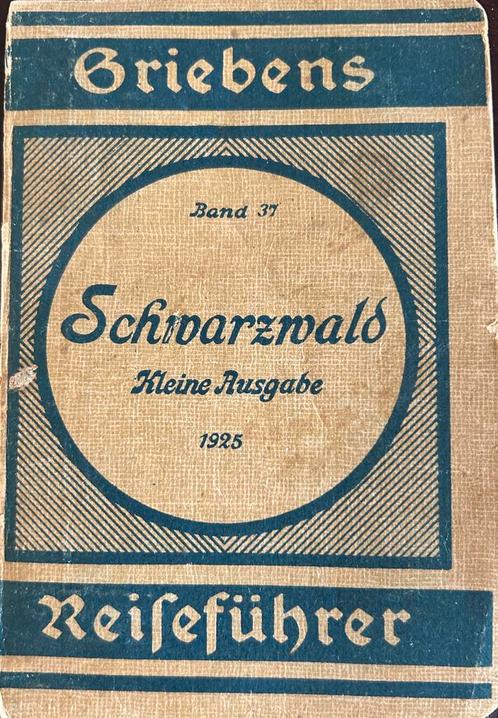 Griebens
Band 37
Schwarzwald
Kleine Ausgabe
1925
Reiseführer